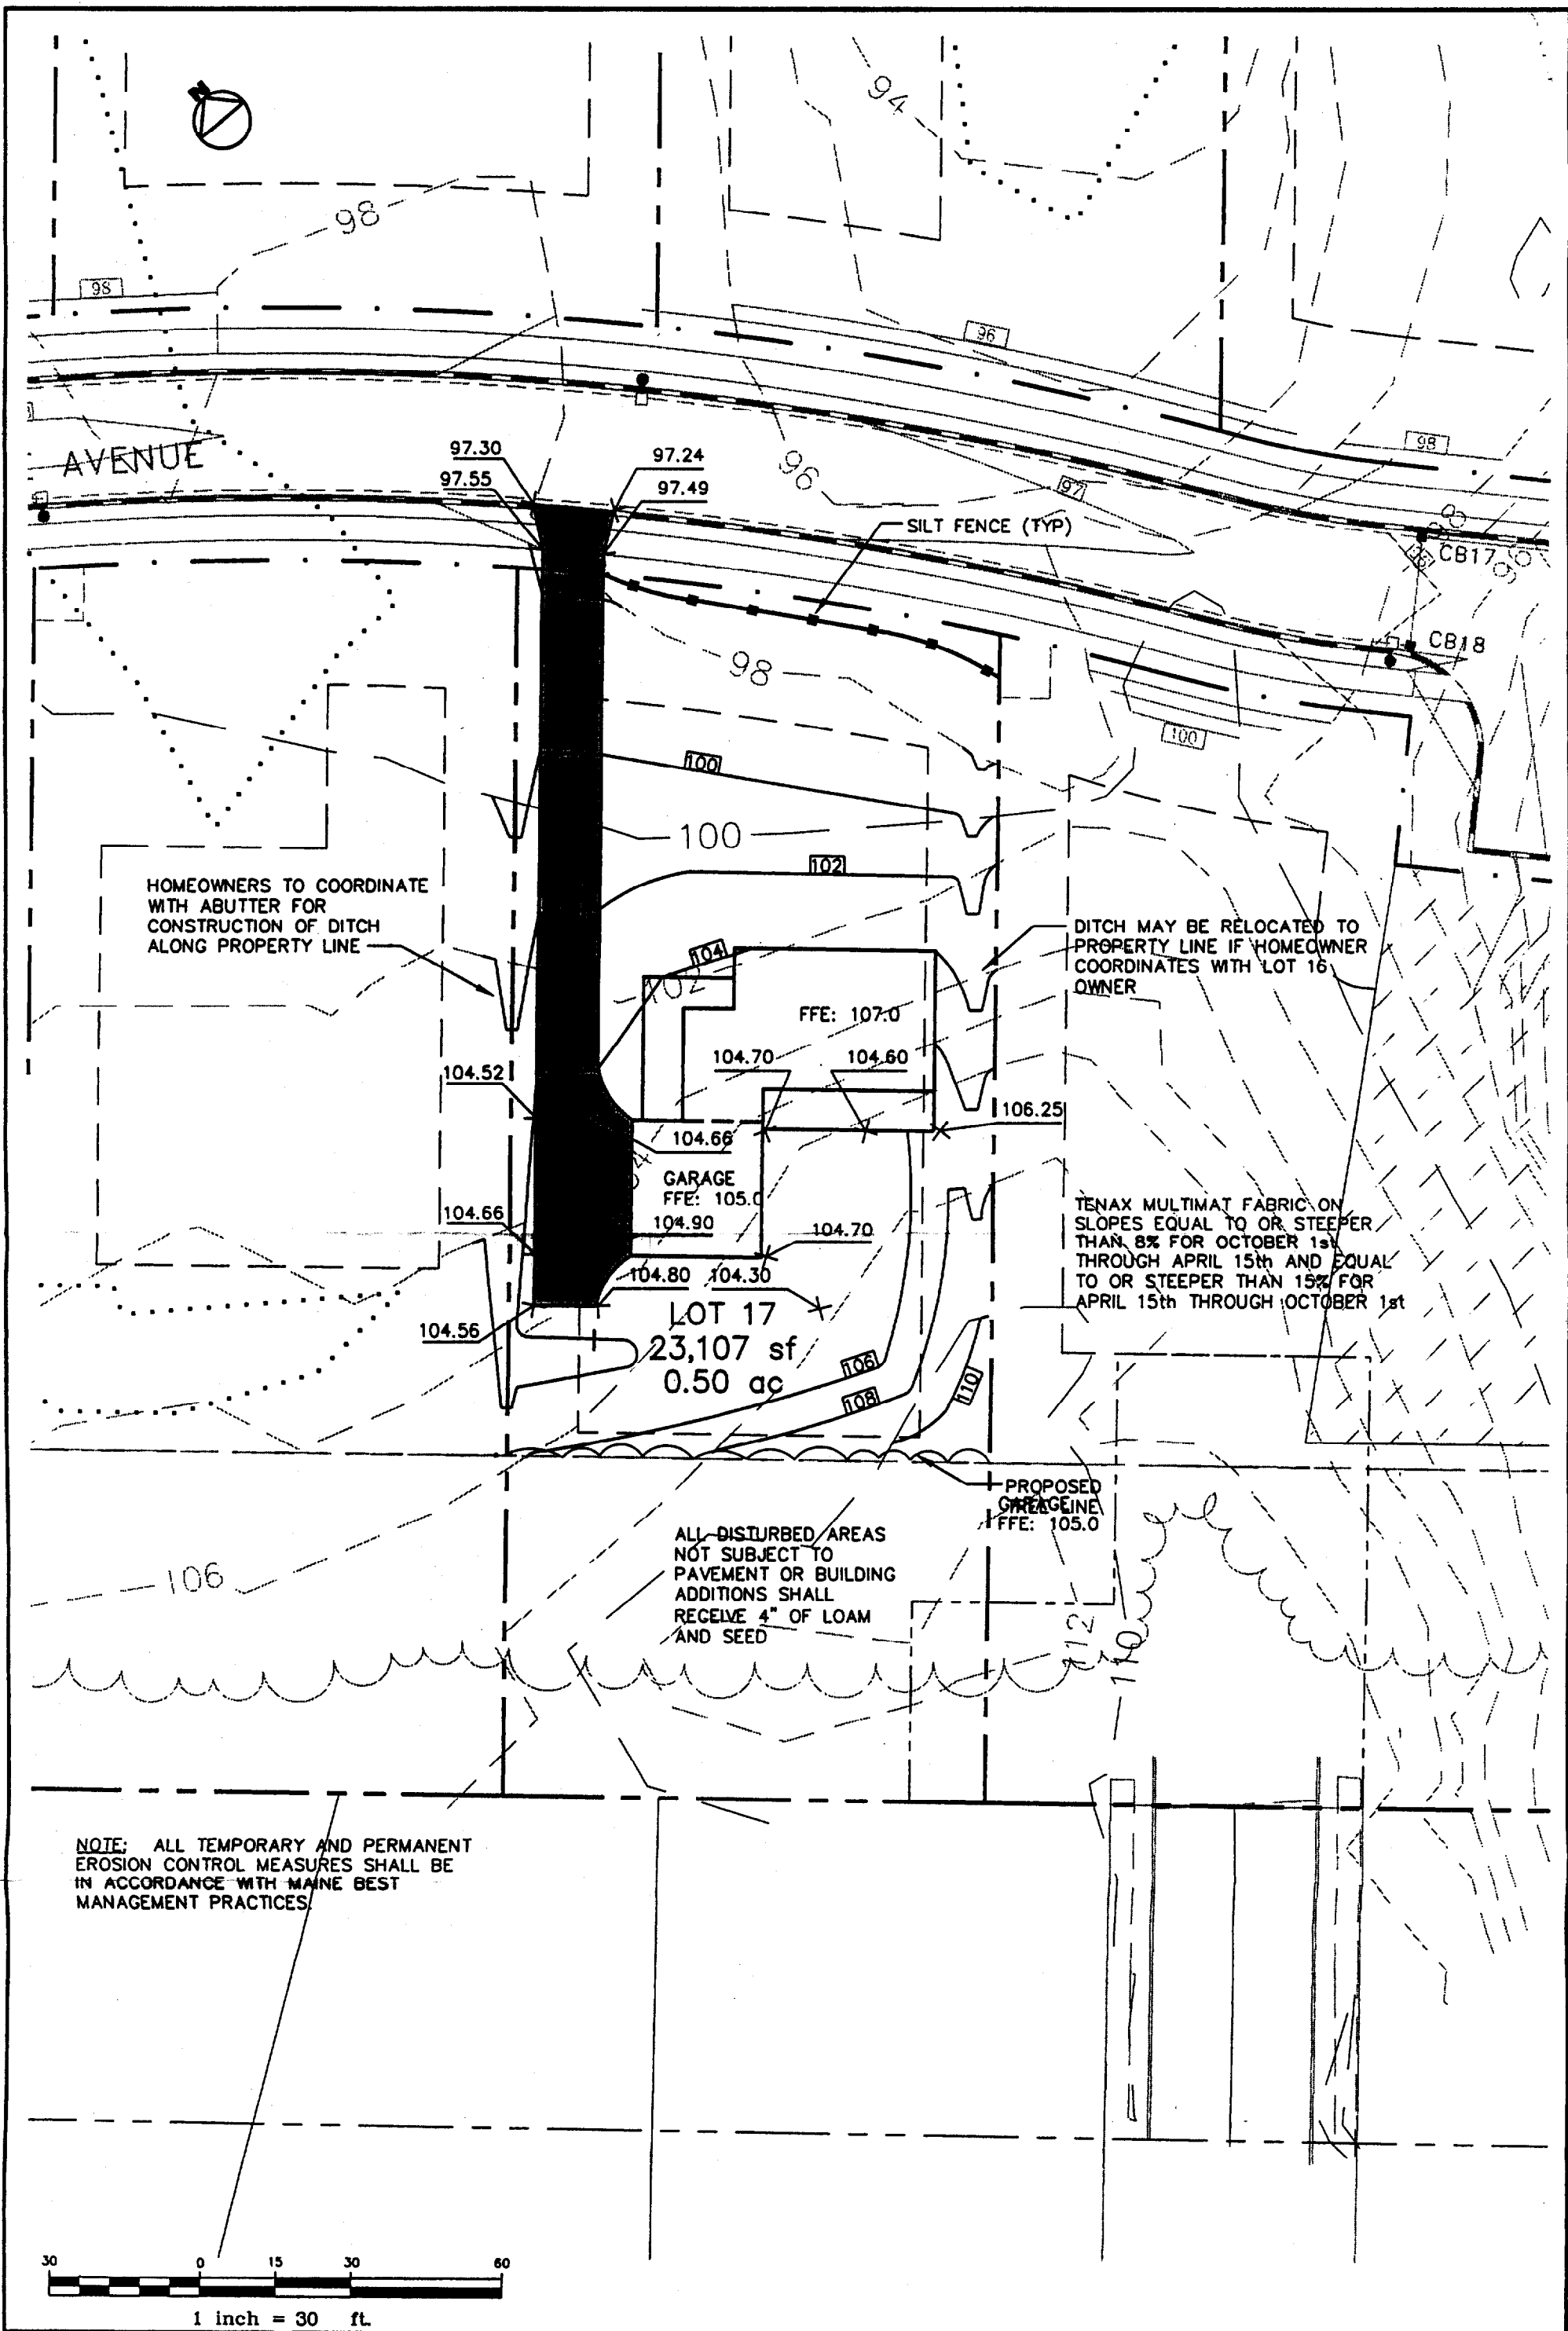 N
94
98
98
96
98
AVENUE
97.30
97.24
96
97.55
97.49
97
SILT FENCE (TYP)
98
96
CB17
98
CB18
98
100
100
100
102
HOMEOWNERS TO COORDINATE
WITH ABUTTER FOR
CONSTRUCTION OF DITCH
ALONG PROPERTY LINE
DITCH MAY BE RELOCATED TO
PROPERTY LINE IF HOMEOWNER
COORDINATES WITH LOT 16
OWNER
104
102
FFE: 107.0
104.70
104.60
104.52
106.25
104.66
GARAGE
FFE: 105.0
104.66
104.90
104.70
TENAX MULTIMAT FABRIC ON
SLOPES EQUAL TO OR STEEPER
THAN 8% FOR OCTOBER 1st
THROUGH APRIL 15th AND EQUAL
TO OR STEEPER THAN 15% FOR
APRIL 15th THROUGH OCTOBER 1st
104.80
104.30
104.56
LOT 17
23,107 sf
0.50 ac
106
108
110
PROPOSED
TREE LINE
GARAGE
FFE: 105.0
ALL DISTURBED AREAS
NOT SUBJECT TO
PAVEMENT OR BUILDING
ADDITIONS SHALL
RECEIVE 4" OF LOAM
AND SEED
106
112
110
NOTE: ALL TEMPORARY AND PERMANENT
EROSION CONTROL MEASURES SHALL BE
IN ACCORDANCE WITH MAINE BEST
MANAGEMENT PRACTICES.
30 0 15 30 60
1 inch = 30 ft.